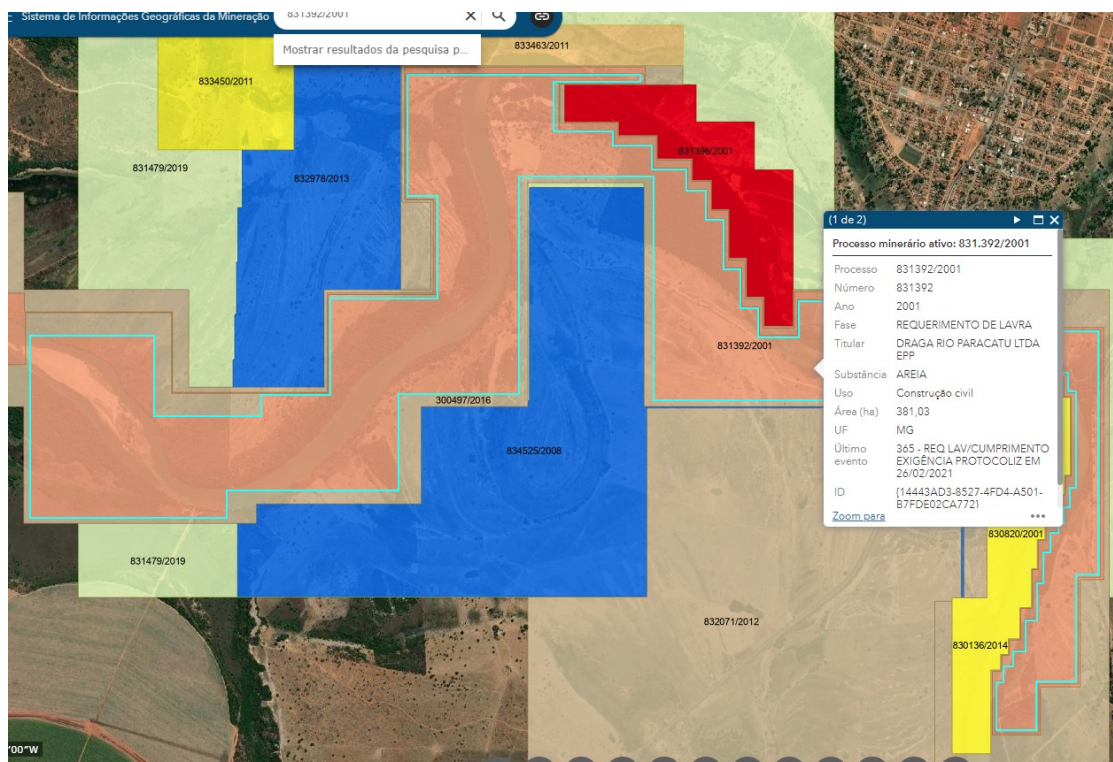 Sistema de Informações Geográficas da Mineração
831392/2001
Mostrar resultados da pesquisa p...
833463/2011
833450/2011
831479/2019
832978/2013
831396/2001
831392/2001
300497/2016
834525/2008
831479/2019
832071/2012
830820/2001
830136/2014
(1 de 2)
Processo minerário ativo: 831.392/2001
Processo 831392/2001
Número 831392
Ano 2001
Fase REQUERIMENTO DE LAVRA
Titular DRAGA RIO PARACATU LTDA
EPP
Substância AREIA
Uso Construção civil
Área (ha) 381,03
UF MG
Último evento 365 - REQ LAV/CUMPRIMENTO
EXIGÊNCIA PROTOCOLIZ EM
26/02/2021
ID {14443AD3-8527-4FD4-A501-
B7FDE02CA772}
Zoom para
'00"W